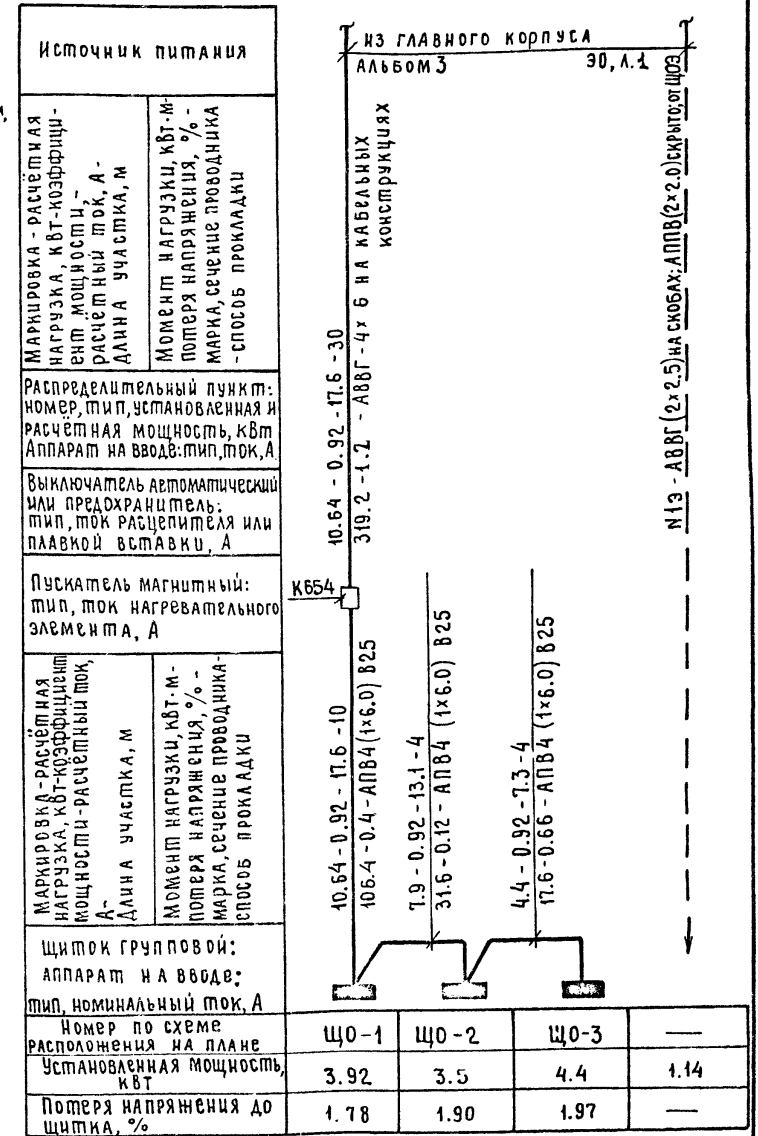 Источник питания
Маркировка - расчётная
нагрузка, квт-коэффици-
ент мощности,-
расчётный ток, А-
длина участка, м
Момент нагрузки, квт-м-
потеря напряжения, % -
марка, сечение проводника
-способ прокладки
Распределительный пункт:
номер, тип, установленная и
расчётная мощность, квт
Аппарат на вводе: тип, ток, А
Выключатель автоматический
или предохранитель:
тип, ток расцепителя или
плавкой вставки, А
Пускатель магнитный:
тип, ток нагревательного
элемента, А
Маркировка-расчётная
нагрузка, квт-коэффициент
мощности-расчётный ток,
А-
длина участка, м
Момент нагрузки, квт-м-
потеря напряжения, % -
марка, сечение проводника-
способ прокладки
Щиток групповой:
аппарат на вводе:
тип, номинальный ток, А
из главного корпуса
Альбом 3 ЭО, л.1
10.64 - 0.92 - 17.6 - 30
319.2 - 1.2 - АВВГ - 4х 6 на кабельных
конструкциях
N1э - АВВГ (2х2.5) на скобах; АППВ (2х2.0) скрыто; от ЩОЭ
К654
10.64 - 0.92 - 17.6 - 10
106.4 - 0.4 - АПВ4 (1х6.0) В25
7.9 - 0.92 - 13.1 - 4
31.6 - 0.12 - АПВ4 (1х6.0) В25
4.4 - 0.92 - 7.3 - 4
17.6 - 0.66 - АПВ4 (1х6.0) В25
Номер по схеме
расположения на плане
ЩО-1 ЩО-2 ЩО-3 —
Установленная мощность,
квт
3.92 3.5 4.4 1.14
Потеря напряжения до
щитка, %
1.78 1.90 1.97 —